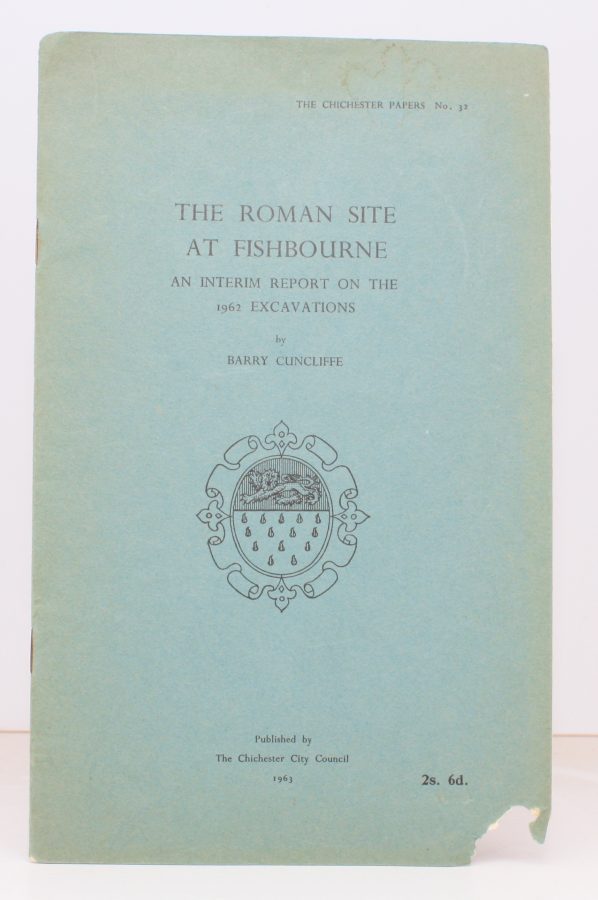 THE CHICHESTER PAPERS No. 32
THE ROMAN SITE
AT FISHBOURNE
AN INTERIM REPORT ON THE
1962 EXCAVATIONS
by
BARRY CUNCLIFFE
Published by
The Chichester City Council
1963
2s. 6d.